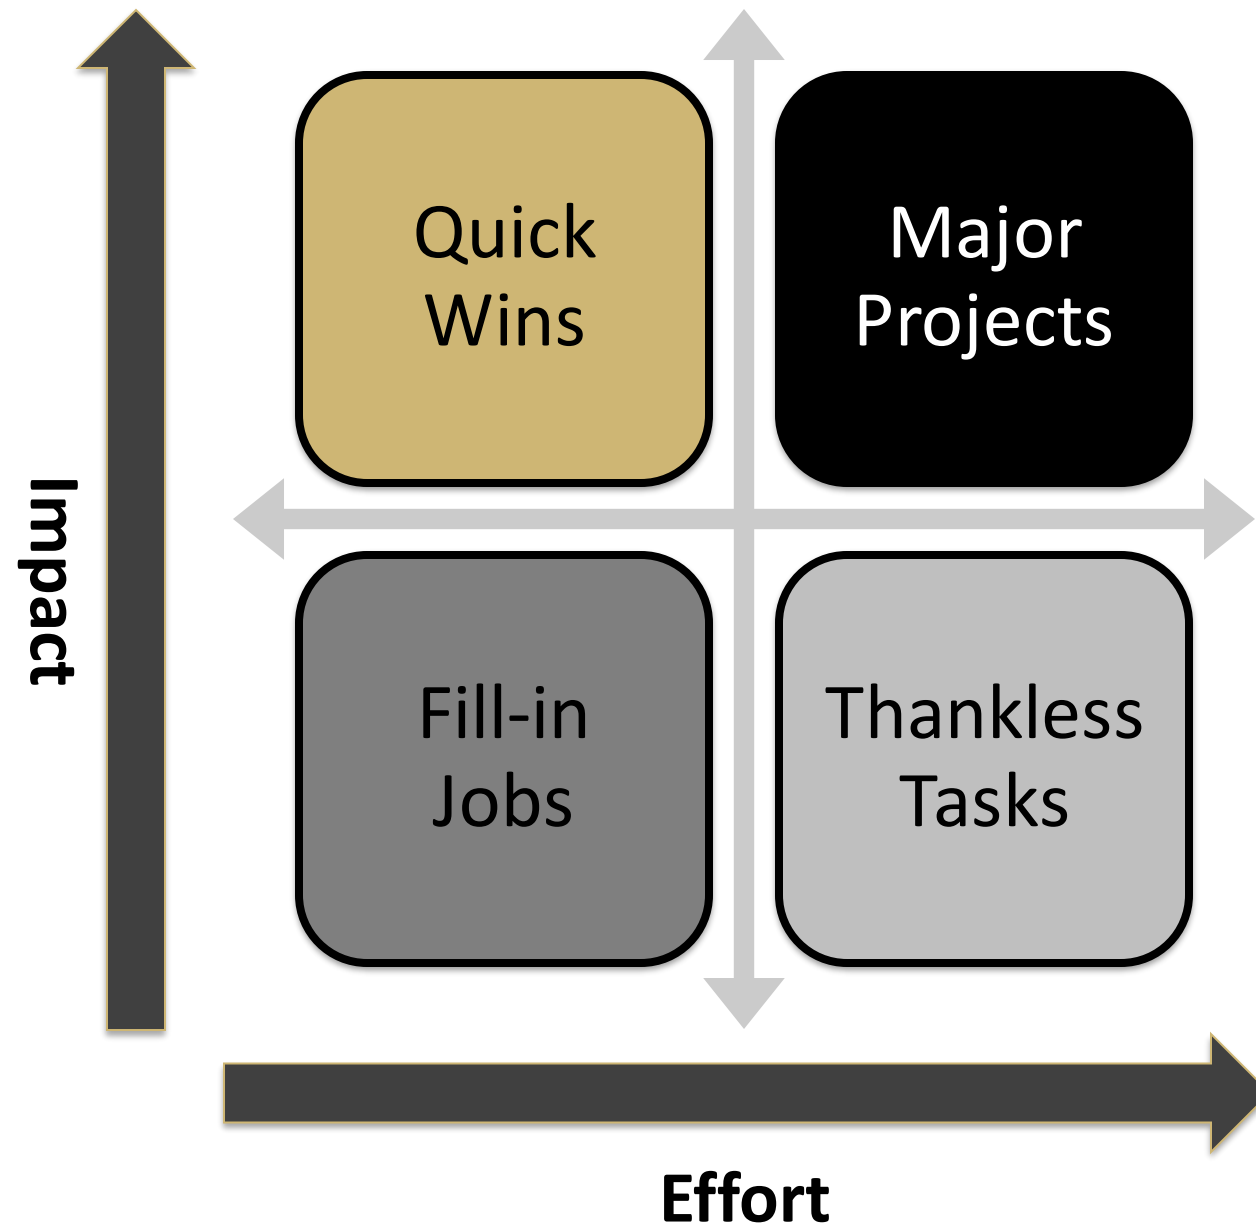 Quick
Wins
Major
Projects
Impact
Fill-in
Jobs
Thankless
Tasks
Effort